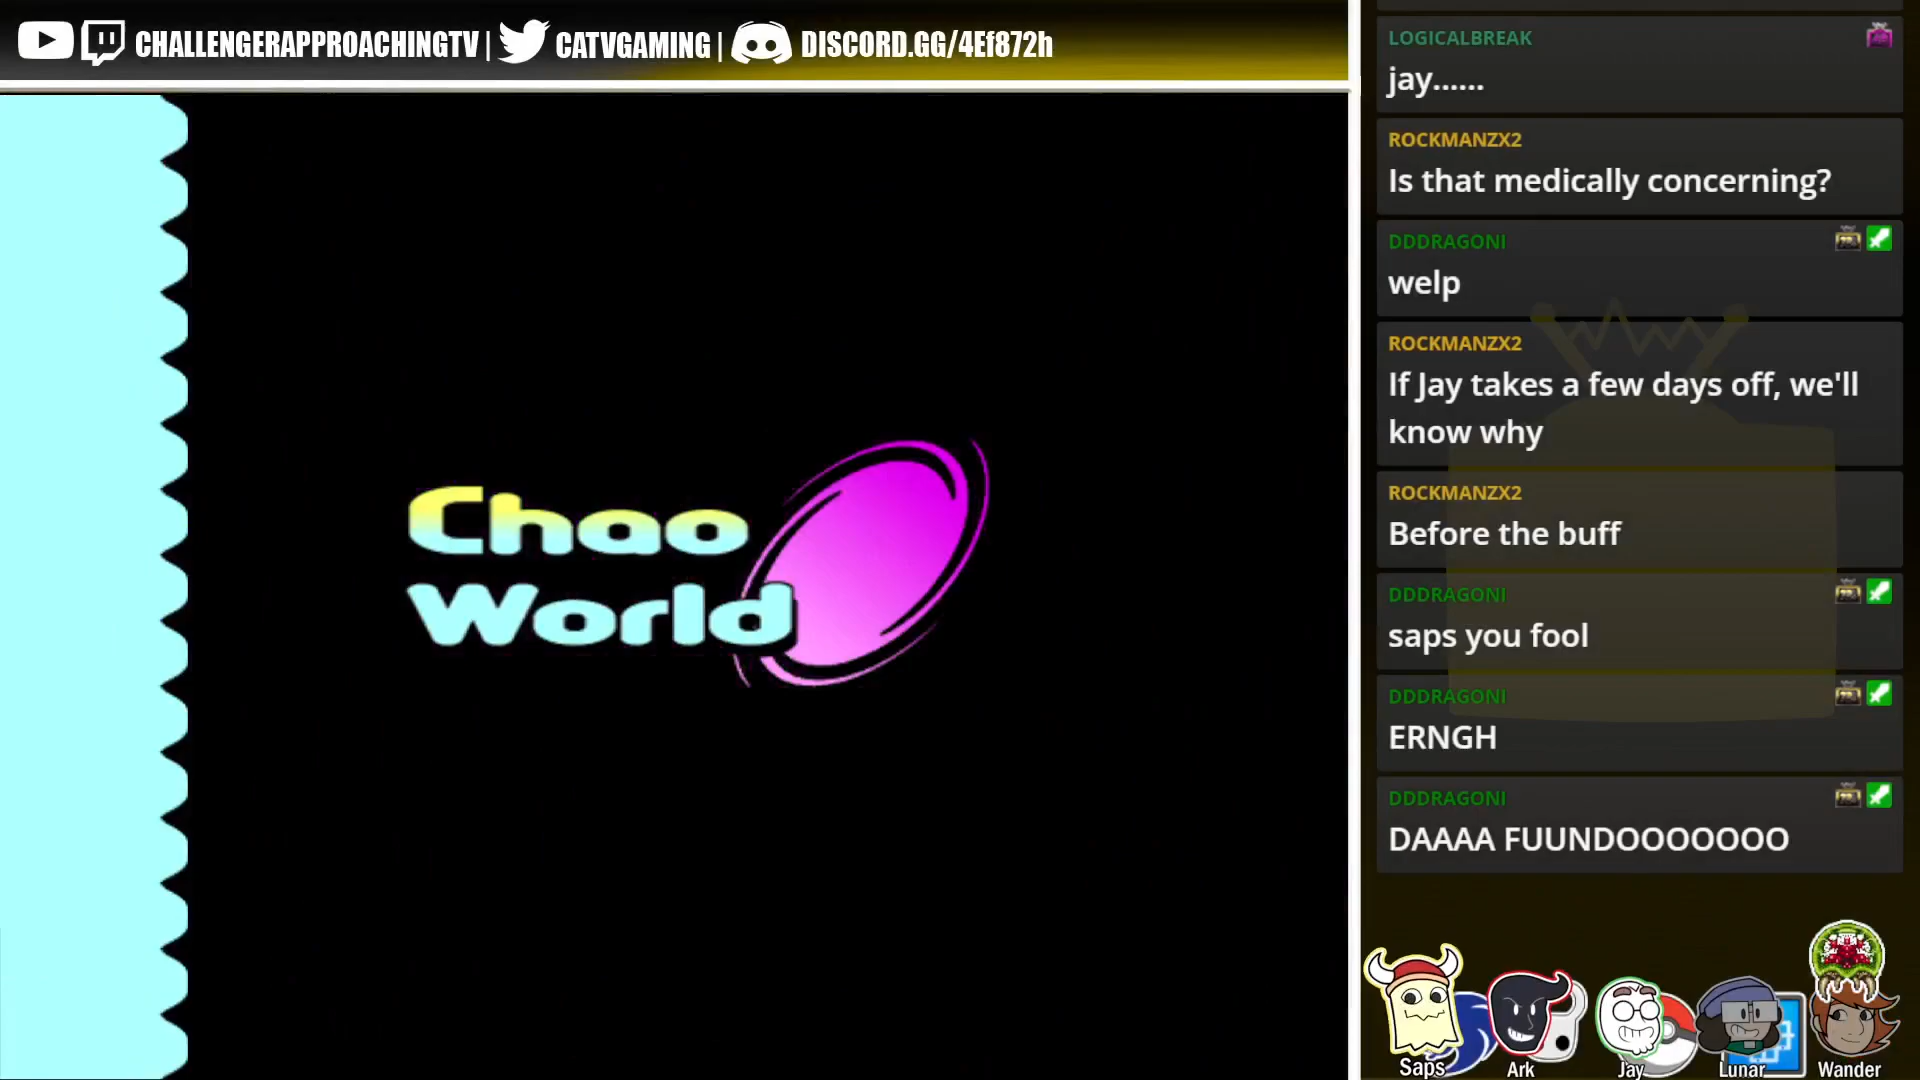 CHALLENGERAPPROACHINGTV | CATVGAMING | DISCORD.GG/4Ef872h
Chao
World
LOGICALBREAK
jay......
ROCKMANZX2
Is that medically concerning?
DDDRAGONI
welp
ROCKMANZX2
If Jay takes a few days off, we'll
know why
ROCKMANZX2
Before the buff
DDDRAGONI
saps you fool
DDDRAGONI
ERNGH
DDDRAGONI
DAAAA FUUNDOOOOOOO
Saps
Ark
Jay
Lunar
Wander